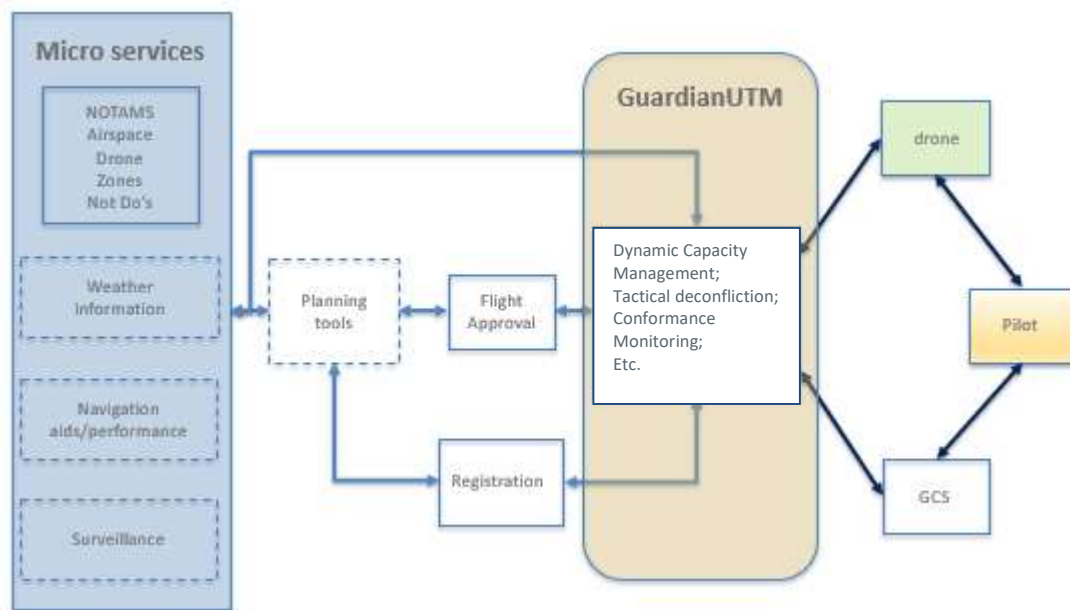 Micro services
NOTAMS
Airspace
Drone
Zones
Not Do's
Weather
Information
Navigation
aids/performance
Surveillance
Planning
tools
Flight
Approval
Registration
GuardianUTM
Dynamic Capacity
Management;
Tactical deconfliction;
Conformance
Monitoring;
Etc.
drone
Pilot
GCS